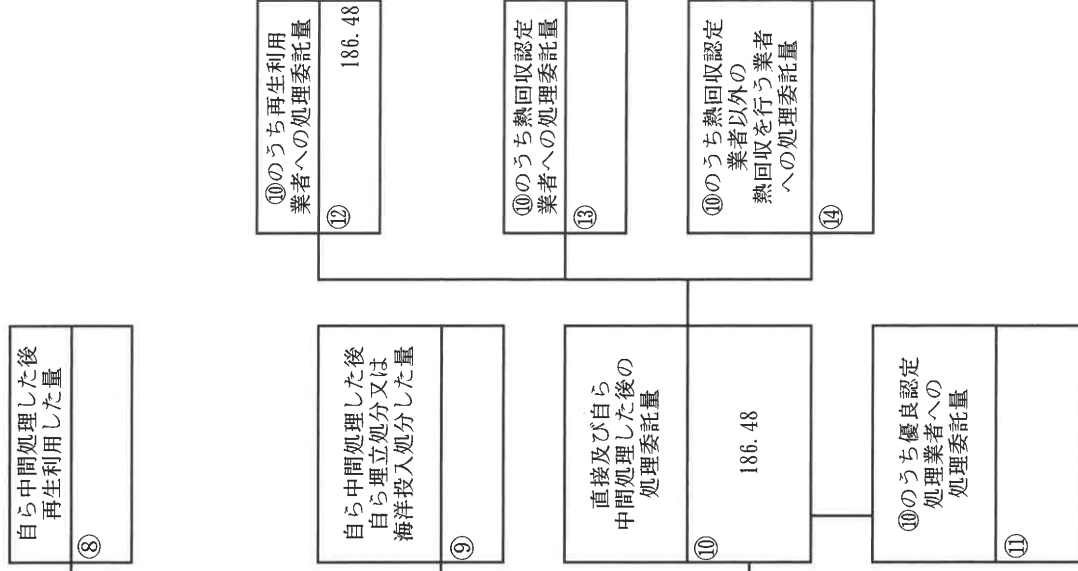 自ら中間処理した後
再生利用した量
⑧
自ら中間処理した後
自ら埋立処分又は
海洋投入処分した量
⑨
直接及び自ら
中間処理した後の
処理委託量
⑩
186.48
⑩のうち優良認定
処理業者への
処理委託量
⑪
⑩のうち再生利用
業者への処理委託量
⑫
186.48
⑩のうち熱回収認定
業者への処理委託量
⑬
⑩のうち熱回収認定
業者以外の
熱回収を行う業者
への処理委託量
⑭